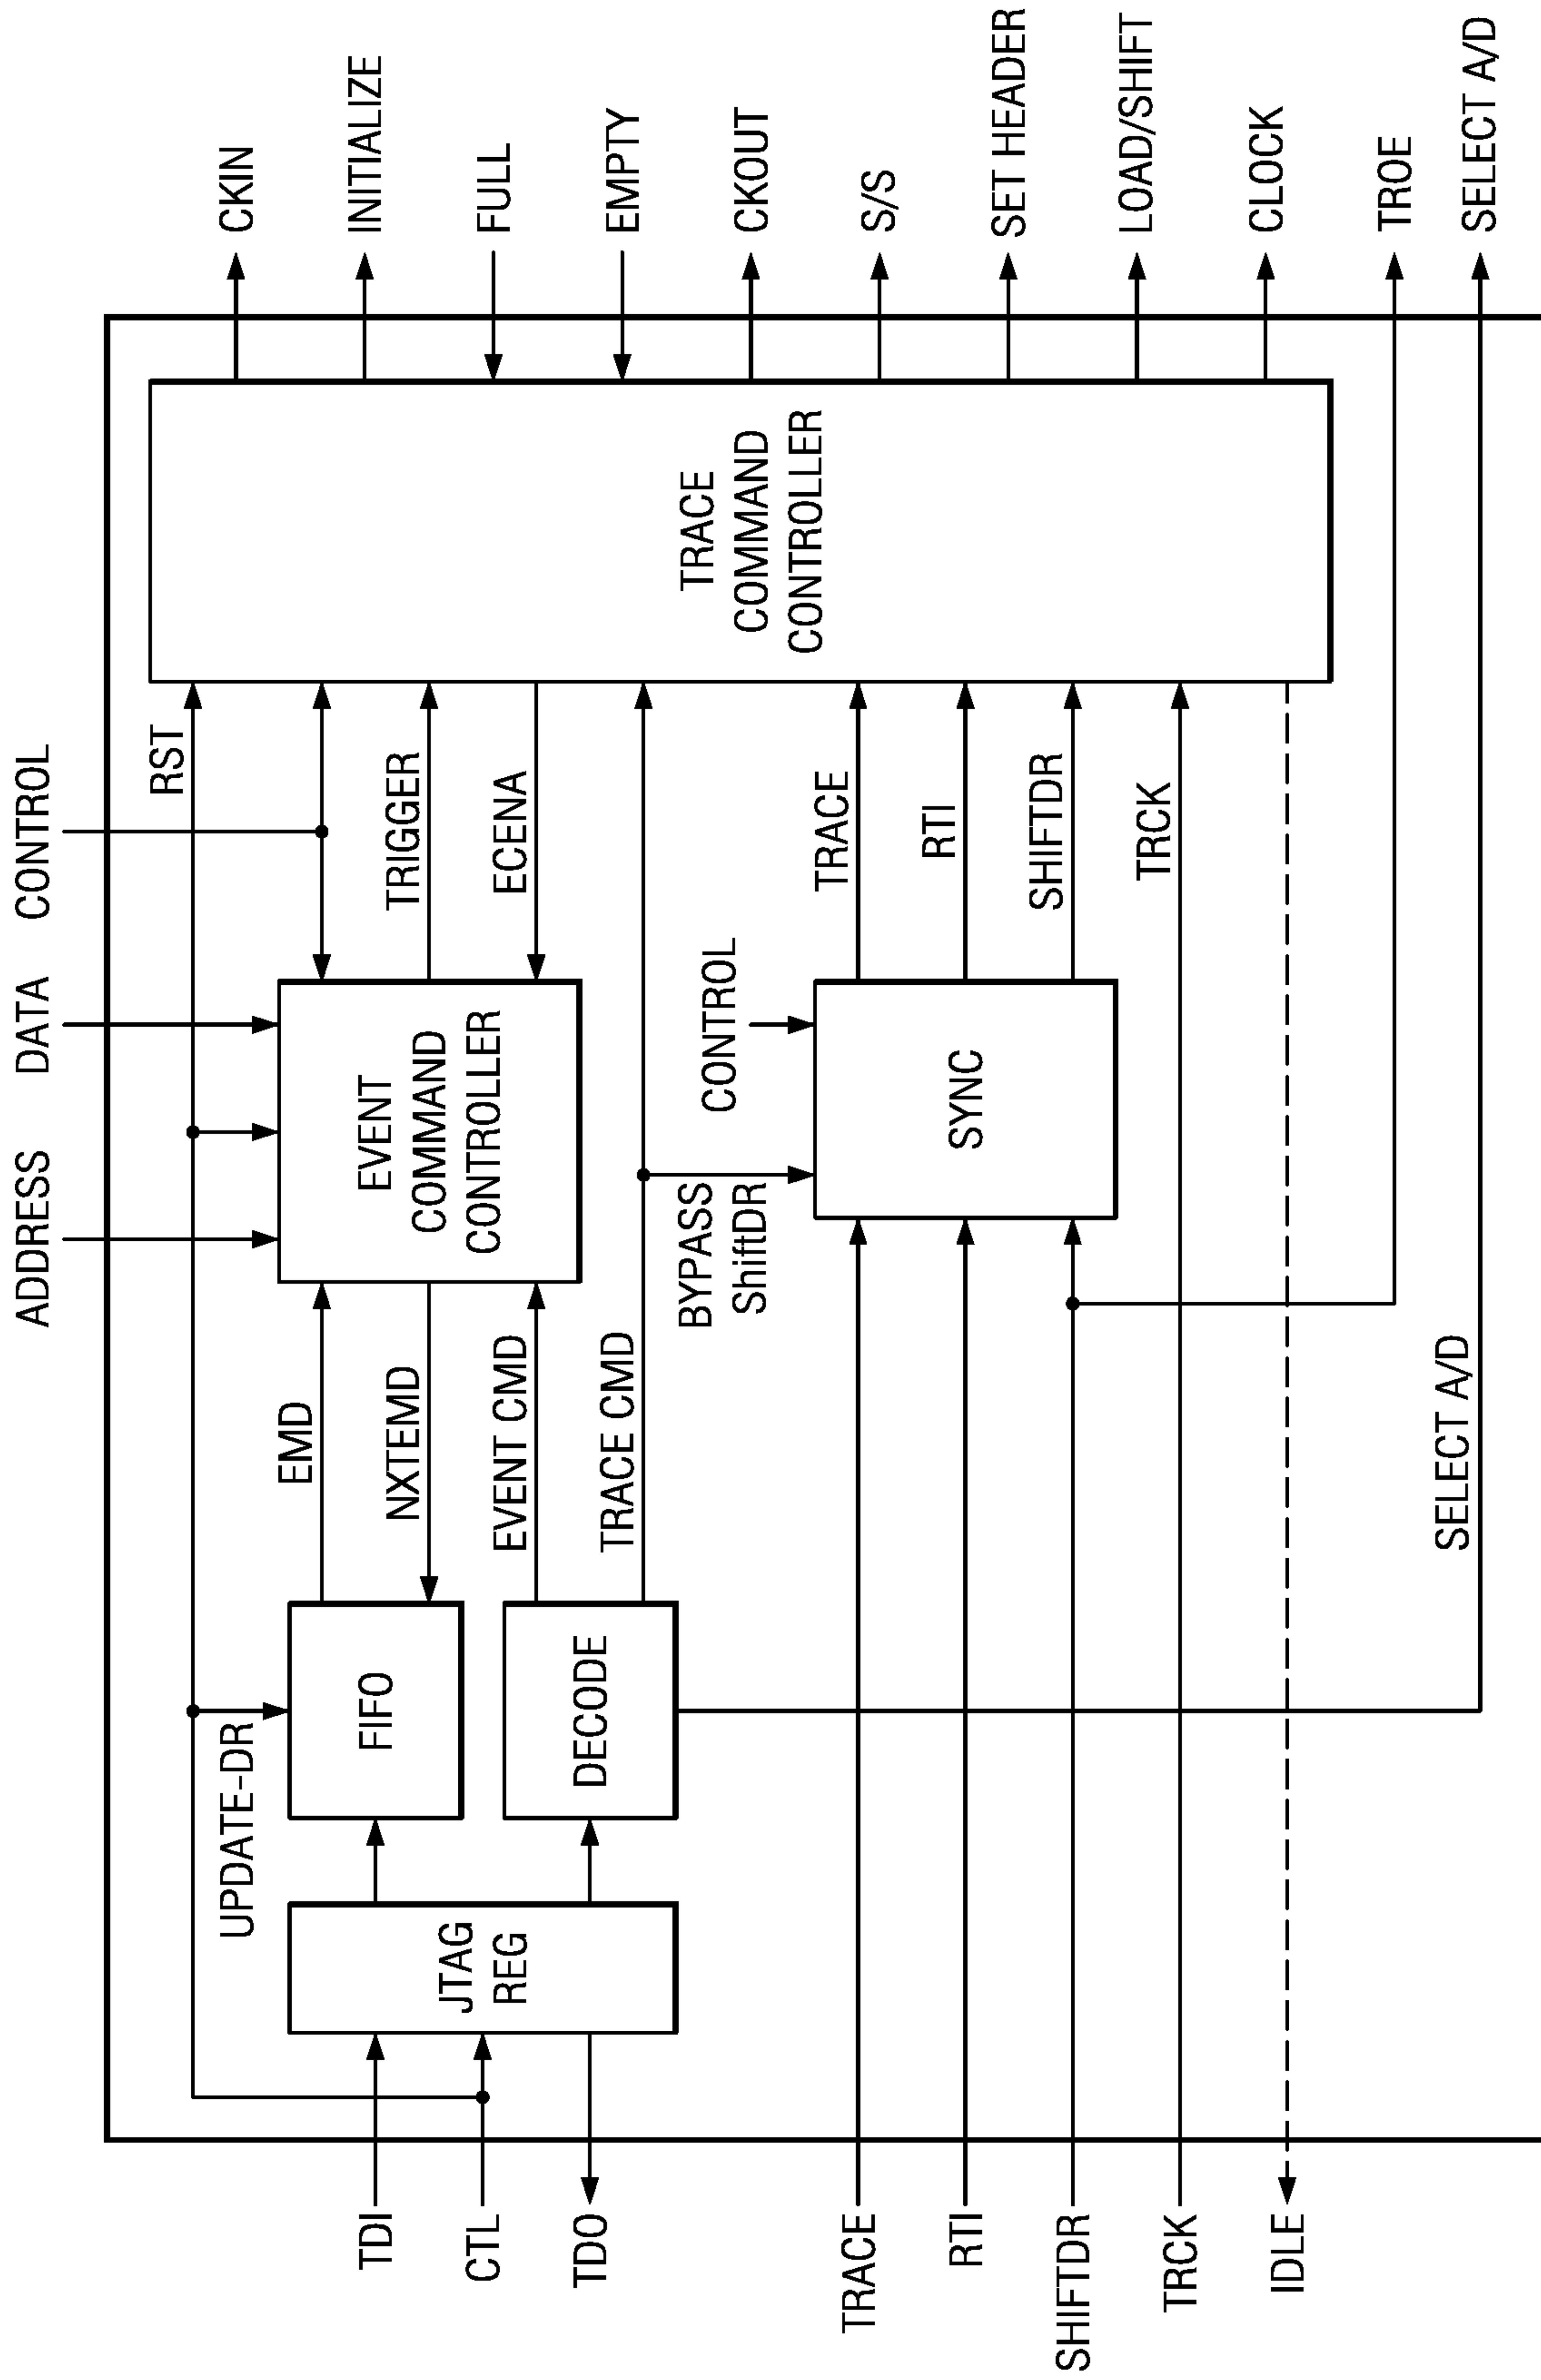 ADDRESS
DATA
CONTROL
RST
UPDATE-DR
CKIN
INITIALIZE
FULL
EMPTY
CKOUT
S/S
SET HEADER
LOAD/SHIFT
CLOCK
TROE
SELECT A/D
TDI
CTL
TDO
JTAG
REG
FIFO
DECODE
EMD
NXTEMD
EVENT CMD
TRACE CMD
EVENT
COMMAND
CONTROLLER
TRIGGER
ECENA
TRACE
COMMAND
CONTROLLER
BYPASS
ShiftDR
CONTROL
SYNC
TRACE
RTI
SHIFTDR
TRCK
TRACE
RTI
SHIFTDR
TRCK
IDLE
SELECT A/D